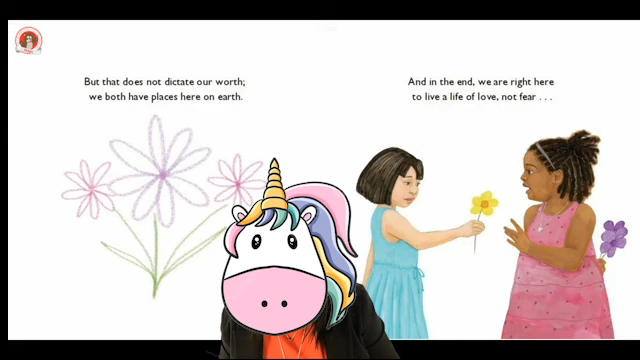 But that does not dictate our worth;
we both have places here on earth.
And in the end, we are right here
to live a life of love, not fear . . .